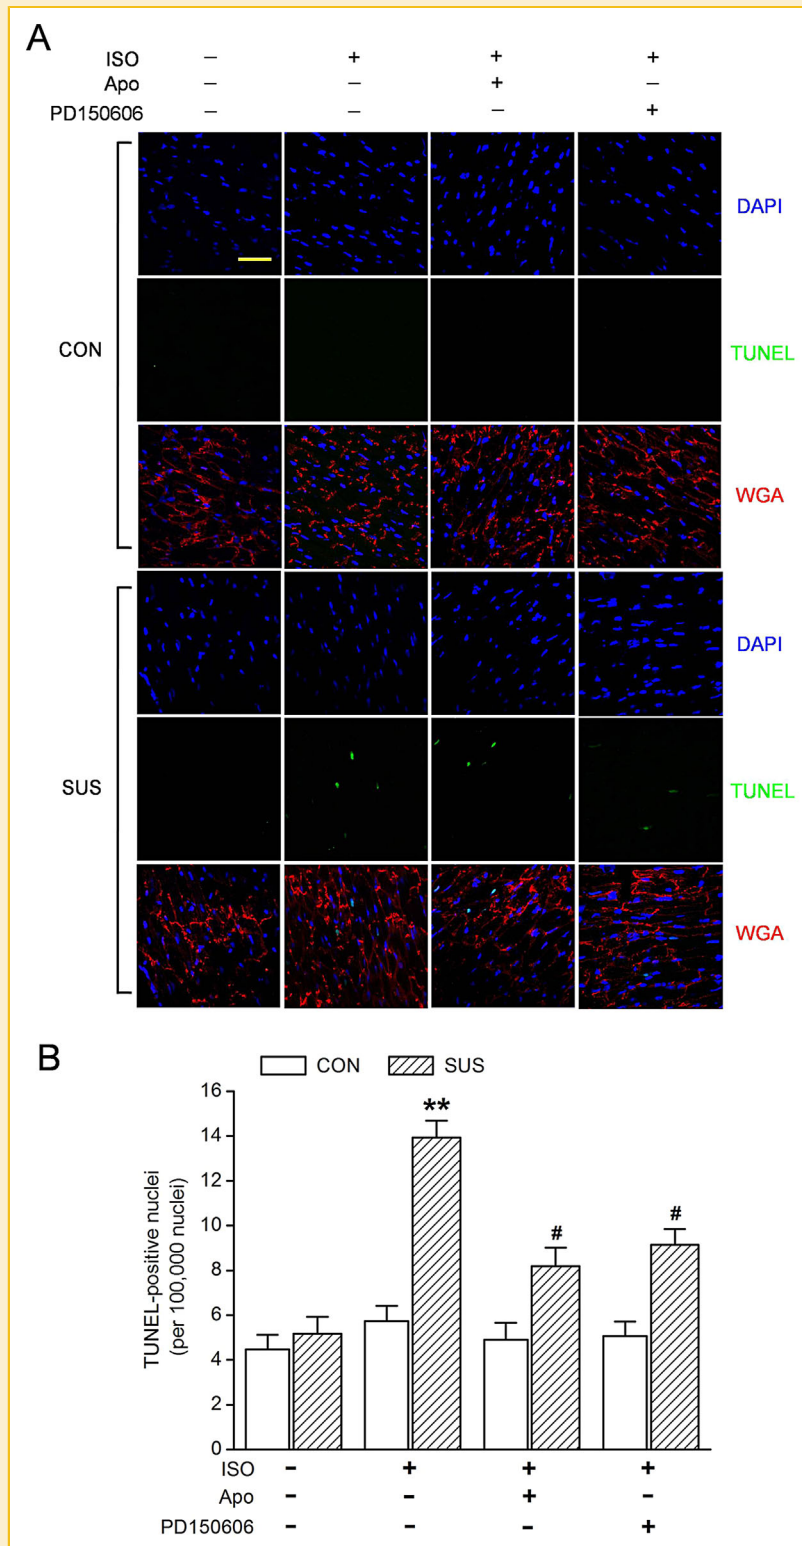 A
ISO – + + +
Apo – – + –
PD150606 – – – +
DAPI
CON
TUNEL
WGA
DAPI
SUS
TUNEL
WGA
B
CON SUS
TUNEL-positive nuclei
(per 100,000 nuclei)
16
14
12
10
8
6
4
2
0
**
#
#
ISO - + + +
Apo - - + -
PD150606 - - - +